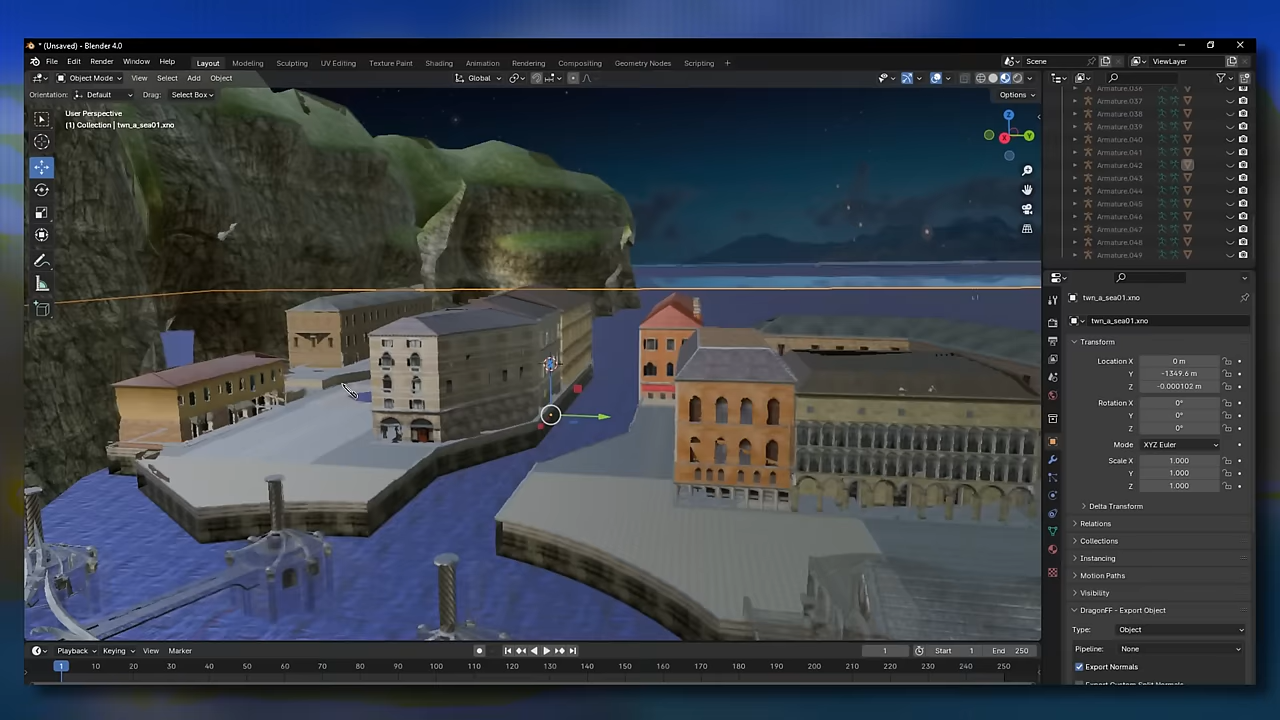 * (Unsaved) - Blender 4.0
File Edit Render Window Help
Layout Modeling Sculpting UV Editing Texture Paint Shading Animation Rendering Compositing Geometry Nodes Scripting +
Scene
ViewLayer
Object Mode View Select Add Object
Global
Orientation: Default Drag: Select Box
Options
User Perspective
(1) Collection | twn_a_sea01.xno
Z
X
Y
Armature.036
Armature.037
Armature.038
Armature.039
Armature.040
Armature.041
Armature.042
Armature.043
Armature.044
Armature.045
Armature.046
Armature.047
Armature.048
Armature.049
twn_a_sea01.xno
twn_a_sea01.xno
Transform
Location X 0 m
Y -1349.6 m
Z -0.000102 m
Rotation X 0°
Y 0°
Z 0°
Mode XYZ Euler
Scale X 1.000
Y 1.000
Z 1.000
Delta Transform
Relations
Collections
Instancing
Motion Paths
Visibility
DragonFF - Export Object
Type: Object
Pipeline: None
Export Normals
Export Custom Split Normals
Playback Keying View Marker
1
Start 1
End 250
1 10 20 30 40 50 60 70 80 90 100 110 120 130 140 150 160 170 180 190 200 210 220 230 240 250